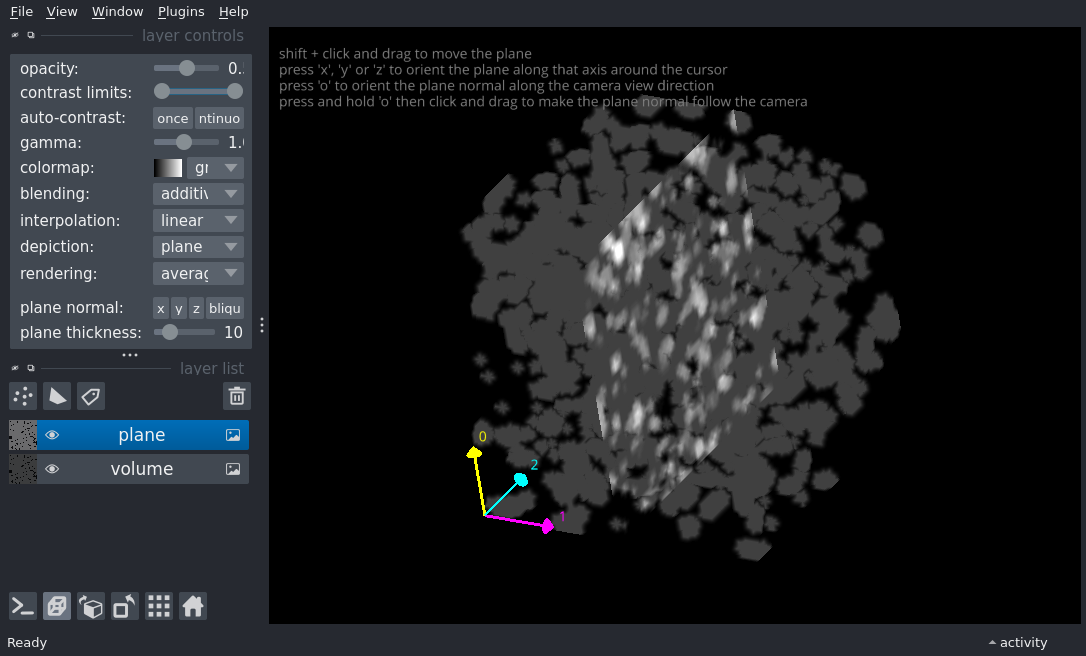 File View Window Plugins Help
layer controls
opacity: 0.
contrast limits:
auto-contrast: once ntinuo
gamma: 1.
colormap: gr
blending: additi
interpolation: linear
depiction: plane
rendering: averag
plane normal: x y z bliqu
plane thickness: 10
layer list
plane
volume
shift + click and drag to move the plane
press 'x', 'y' or 'z' to orient the plane along that axis around the cursor
press 'o' to orient the plane normal along the camera view direction
press and hold 'o' then click and drag to make the plane normal follow the camera
0
2
1
Ready
activity